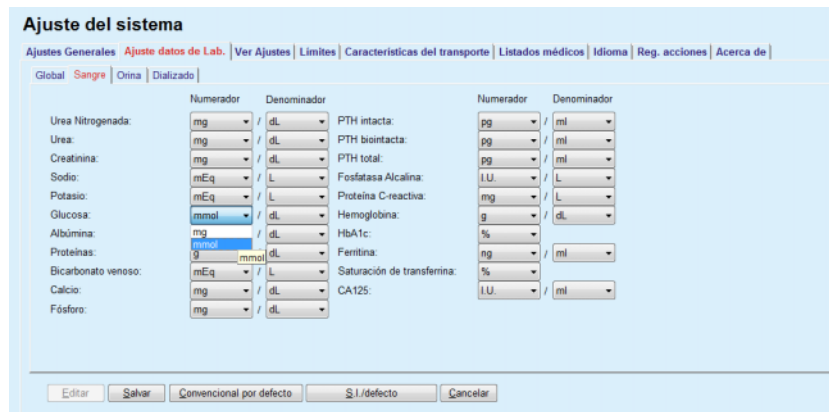 Ajuste del sistema
Ajustes Generales Ajuste datos de Lab. Ver Ajustes Limites Características del transporte Listados médicos Idioma Reg. acciones Acerca de
Global Sangre Orina Dializado
Numerador Denominador Numerador Denominador
Urea Nitrogenada: mg / dL PTH intacta: pg / ml
Urea: mg / dL PTH biointacta: pg / ml
Creatinina: mg / dL PTH total: pg / ml
Sodio: mEq / L Fosfatasa Alcalina: I.U. / L
Potasio: mEq / L Proteína C-reactiva: mg / L
Glucosa: mmol / dL Hemoglobina: g / dL
Albúmina: mg / dL HbA1c: %
mmol
Proteínas: g mmol dL Ferritina: ng / ml
Bicarbonato venoso: mEq / L Saturación de transferrina: %
Calcio: mg / dL CA125: I.U. / ml
Fósforo: mg / dL
Editar Salvar Convencional por defecto S.I./defecto Cancelar